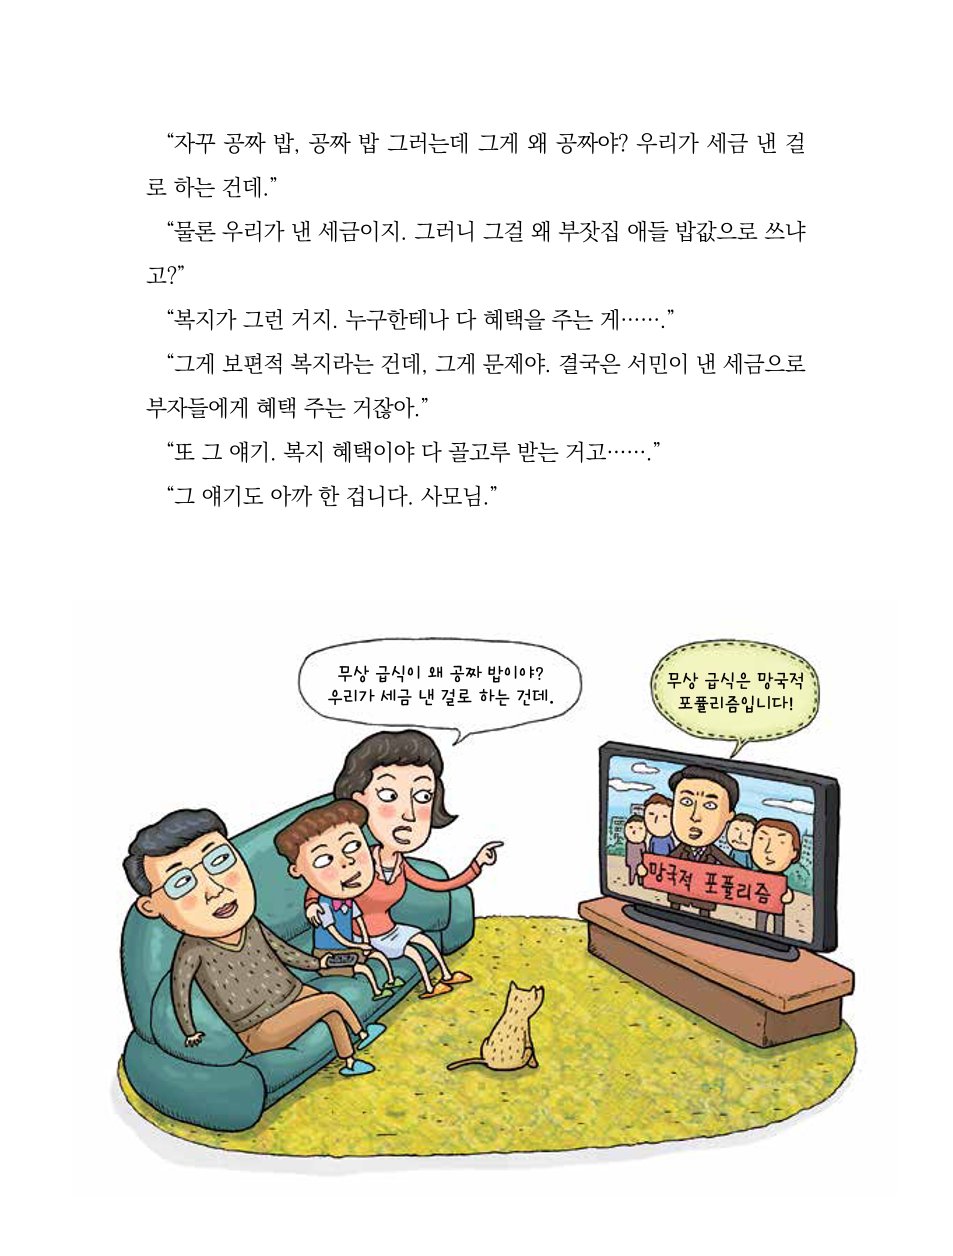 “자꾸 공짜 밥, 공짜 밥 그러는데 그게 왜 공짜야? 우리가 세금 낸 걸
로 하는 건데.”
“물론 우리가 낸 세금이지. 그러니 그걸 왜 부잣집 애들 밥값으로 쓰냐
고?”
“복지가 그런 거지. 누구한테나 다 혜택을 주는 게…….”
“그게 보편적 복지라는 건데, 그게 문제야. 결국은 서민이 낸 세금으로
부자들에게 혜택 주는 거잖아.”
“또 그 얘기. 복지 혜택이야 다 골고루 받는 거고…….”
“그 얘기도 아까 한 겁니다. 사모님.”
무상 급식이 왜 공짜 밥이야?
우리가 세금 낸 걸로 하는 건데.
무상 급식은 망국적
포퓰리즘입니다!
망국적 포퓰리즘